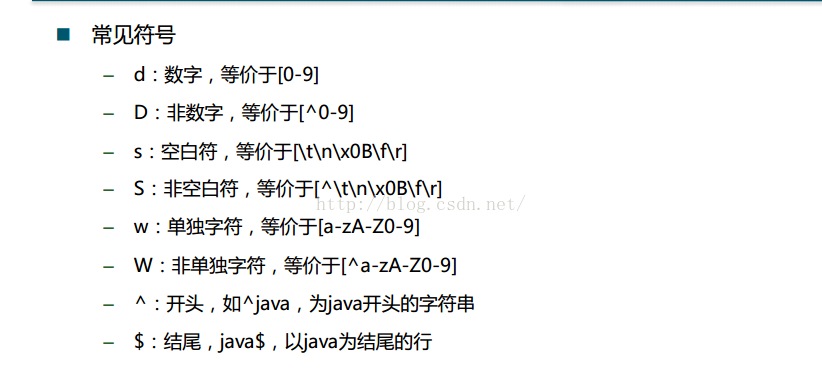 常见符号
– d：数字，等价于[0-9]
– D：非数字，等价于[^0-9]
– s：空白符，等价于[\t\n\x0B\f\r]
– S：非空白符，等价于[^\t\n\x0B\f\r]
http://blog.csdn.net/
– w：单独字符，等价于[a-zA-Z0-9]
– W：非单独字符，等价于[^a-zA-Z0-9]
– ^：开头，如^java，为java开头的字符串
– $：结尾，java$，以java为结尾的行